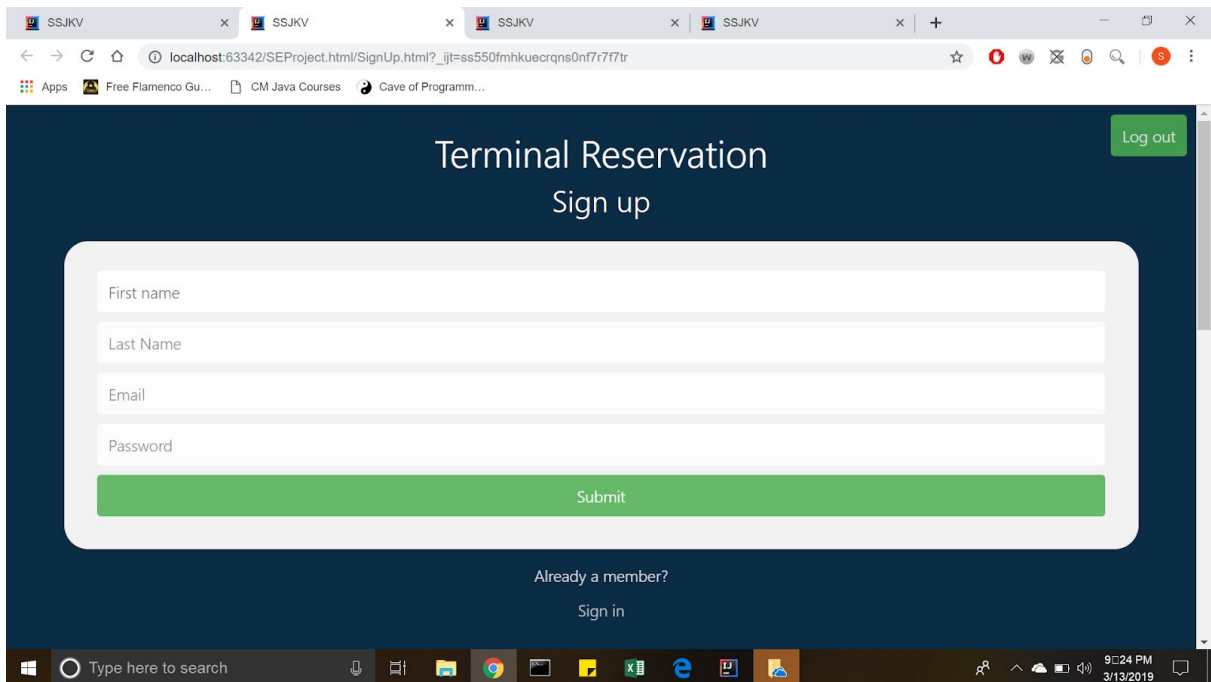 SSJKV
SSJKV
SSJKV
SSJKV
localhost:63342/SEProject.html/SignUp.html?_ijt=ss550fmhkuecrqns0nf7r7f7tr
Apps Free Flamenco Gu... CM Java Courses Cave of Programm...
Log out
Terminal Reservation
Sign up
First name
Last Name
Email
Password
Submit
Already a member?
Sign in
Type here to search
9□24 PM
3/13/2019